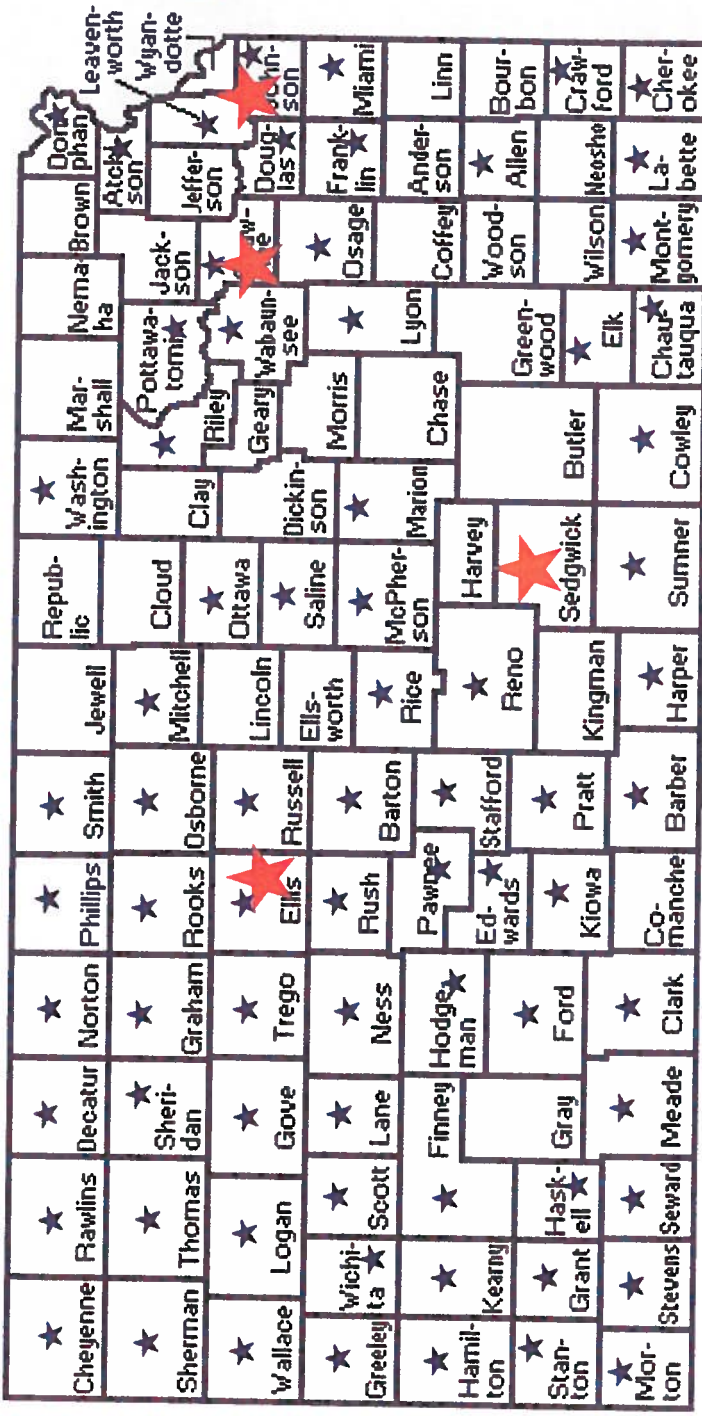 Cheyenne
Rawlins
Decatur
Norton
Phillips
Smith
Jewell
Repub-
lic
Wash-
ington
Mar-
shall
Nema-
ha
Brown
Don
phan
Leaven-
worth
Wyan-
dotte
Sherman
Thomas
Sheri-
dan
Graham
Rooks
Osborne
Mitchell
Cloud
Clay
Riley
Pottawa-
tomi
Jack-
son
Atch
son
Jeffer-
son
Wallace
Logan
Gove
Trego
Ellis
Russell
Lincoln
Ottawa
Saline
Dickin-
son
Geary
Wabaun-
see
Doug-
las
son
Greeley
Wichi-
ta
Scott
Lane
Ness
Rush
Barton
Ells-
worth
Rice
McPher-
son
Marion
Morris
Chase
Lyon
Osage
Frank-
lin
Miami
Coffey
Ander-
son
Linn
Hamil-
ton
Kearny
Finney
Hodge
man
Pawnee
Ed-
wards
Stafford
Reno
Harvey
Sedgwick
Butler
Green-
wood
Wood-
son
Allen
Bour-
bon
Stan-
ton
Grant
Hask-
ell
Gray
Ford
Kiowa
Pratt
Kingman
Elk
Wilson
Neosho
Craw-
ford
Mor-
ton
Stevens
Seward
Meade
Clark
Co-
manche
Barber
Harper
Sumner
Cowley
Chau-
tauqua
Mont-
gomery
La-
bette
Cher-
okee